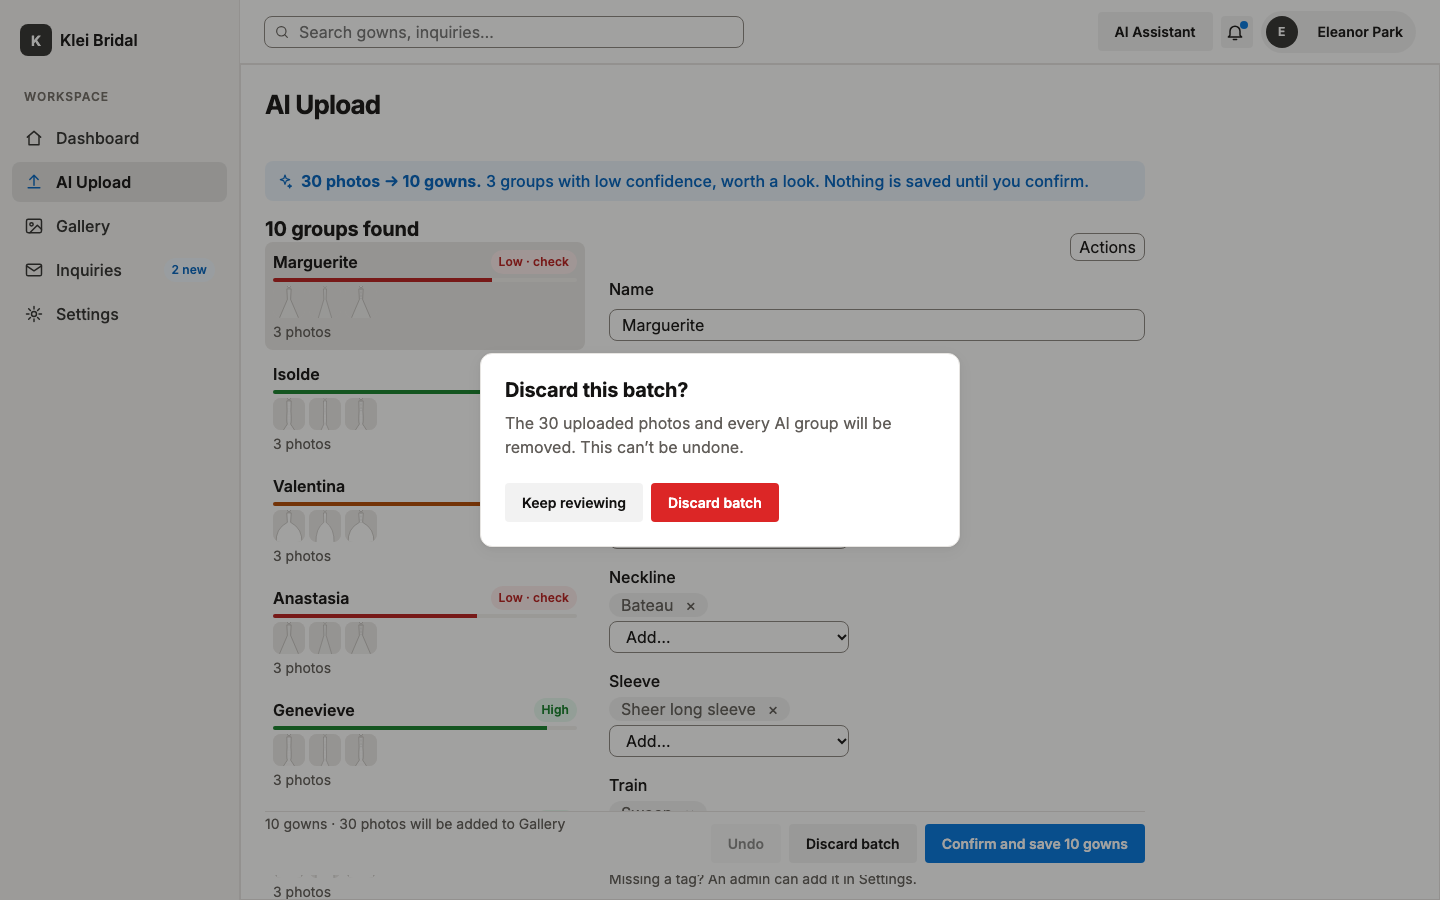 K Klei Bridal
Search gowns, inquiries...
AI Assistant
E
Eleanor Park
WORKSPACE
Dashboard
AI Upload
Gallery
Inquiries 2 new
Settings
AI Upload
30 photos → 10 gowns. 3 groups with low confidence, worth a look. Nothing is saved until you confirm.
10 groups found
Actions
Marguerite Low · check
3 photos
Isolde
3 photos
Valentina
3 photos
Anastasia Low · check
3 photos
Genevieve High
3 photos
3 photos
Name
Marguerite
Discard this batch?
The 30 uploaded photos and every AI group will be
removed. This can’t be undone.
Keep reviewing
Discard batch
Neckline
Bateau ×
Add...
Sleeve
Sheer long sleeve ×
Add...
Train
10 gowns · 30 photos will be added to Gallery
Undo
Discard batch
Confirm and save 10 gowns
Missing a tag? An admin can add it in Settings.